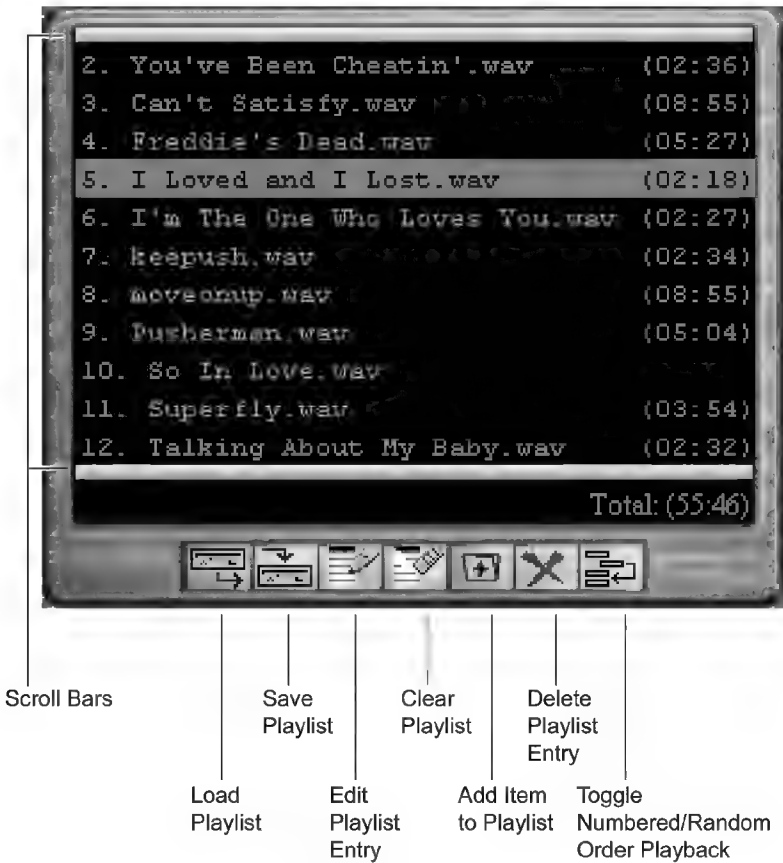 2. You've Been Cheatin'.wav (02:36)
3. Can't Satisfy.wav (08:55)
4. Freddie's Dead.wav (05:27)
5. I Loved and I Lost.wav (02:18)
6. I'm The One Who Loves You.wav (02:27)
7. keepush.wav (02:34)
8. moveonup.wav (08:55)
9. Pusherman.wav (05:04)
10. So In Love.wav
11. Superfly.wav (03:54)
12. Talking About My Baby.wav (02:32)
Total: (55:46)
Scroll Bars
Save
Playlist
Clear
Playlist
Delete
Playlist
Entry
Load
Playlist
Edit
Playlist
Entry
Add Item
to Playlist
Toggle
Numbered/Random
Order Playback